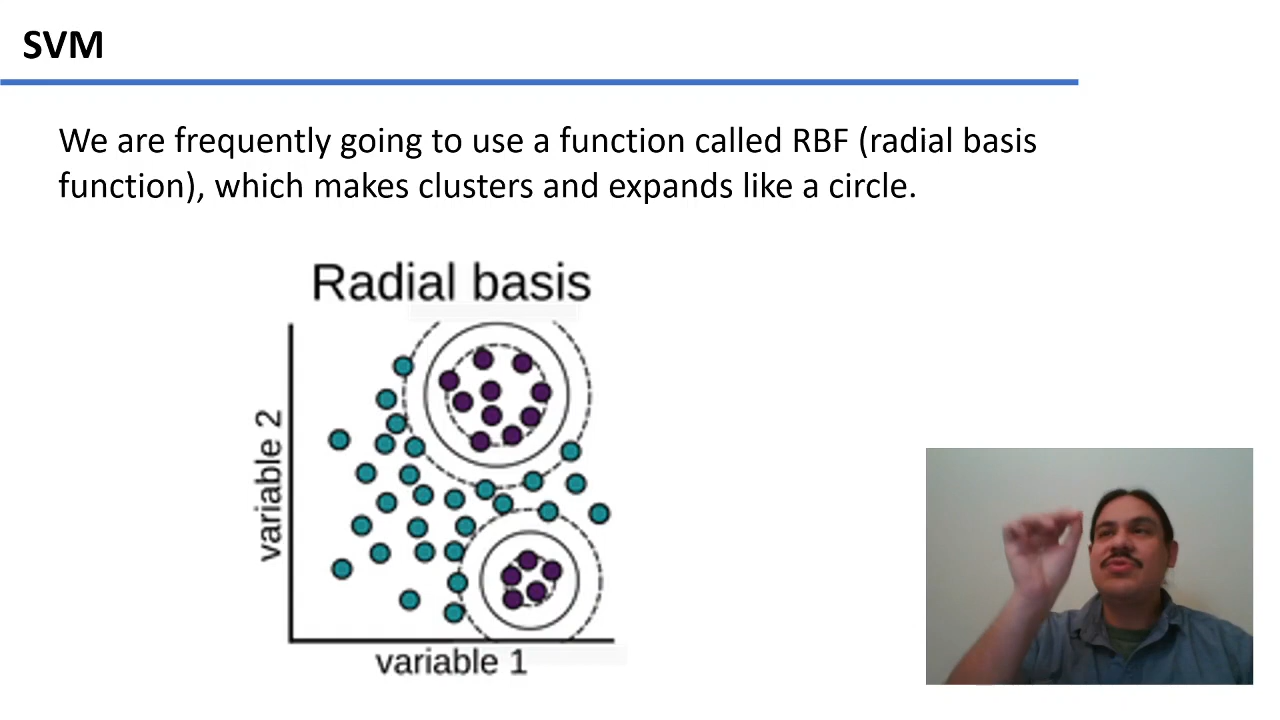 SVM
We are frequently going to use a function called RBF (radial basis
function), which makes clusters and expands like a circle.
Radial basis
variable 2
variable 1